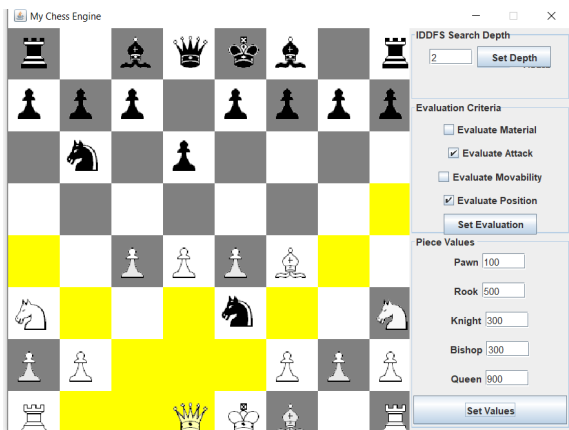 My Chess Engine
IDDFS Search Depth
2
Set Depth
Evaluation Criteria
Evaluate Material
Evaluate Attack
Evaluate Movability
Evaluate Position
Set Evaluation
Piece Values
Pawn 100
Rook 500
Knight 300
Bishop 300
Queen 900
Set Values